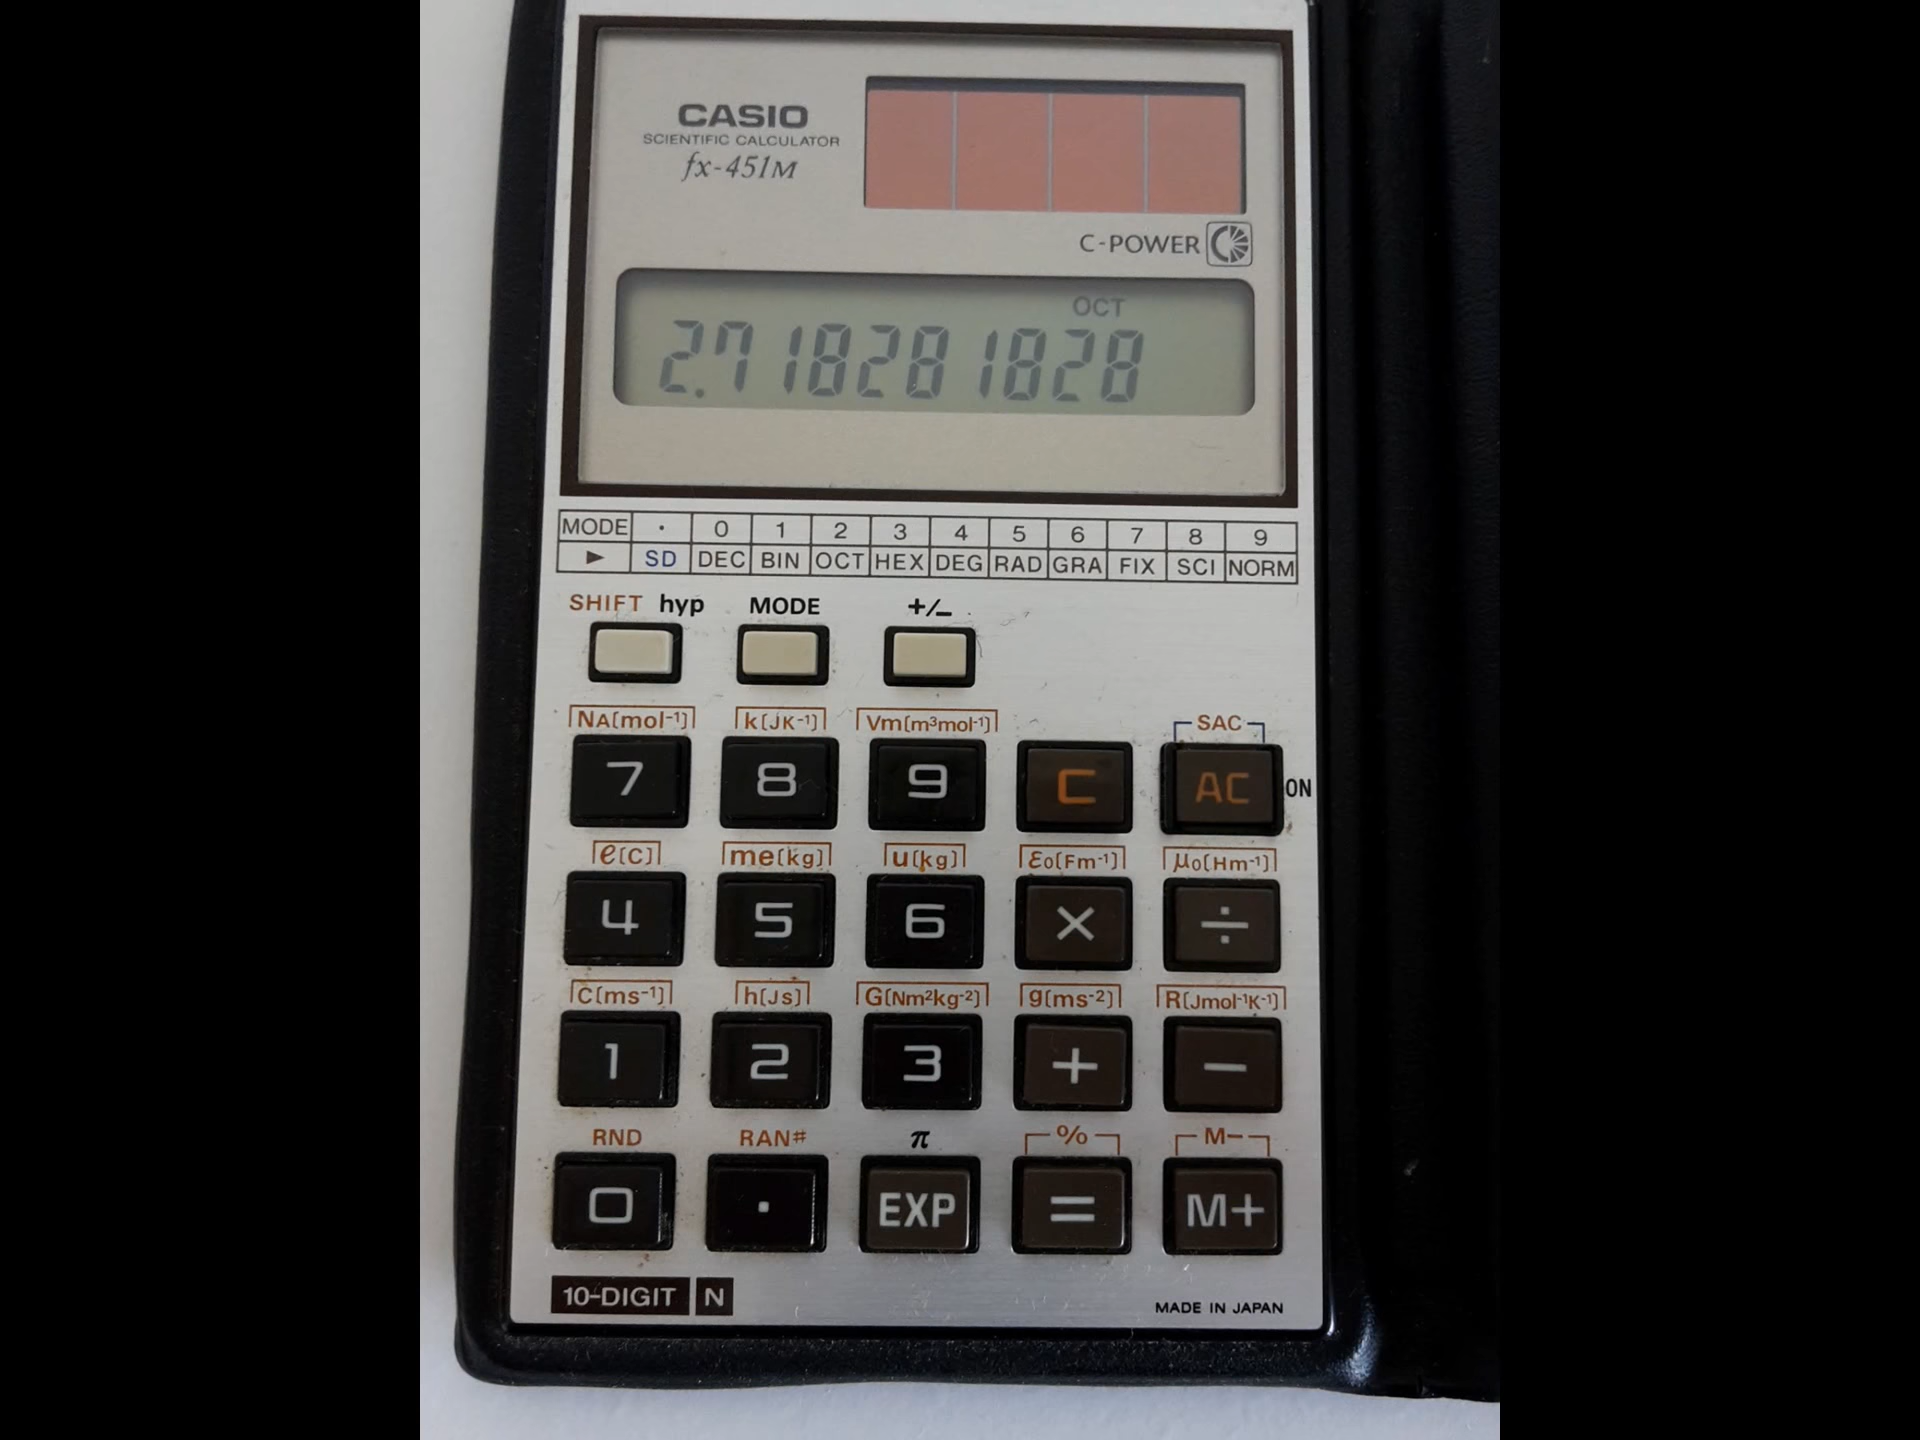 CASIO
SCIENTIFIC CALCULATOR
fx-451M
C-POWER
OCT
2.718281828
MODE · 0 1 2 3 4 5 6 7 8 9
► SD DEC BIN OCT HEX DEG RAD GRA FIX SCI NORM
SHIFT hyp MODE +/−
NA[mol⁻¹] k[JK⁻¹] Vm[m³mol⁻¹] SAC
7 8 9 C AC ON
e[C] me[kg] u[kg] ε₀[Fm⁻¹] μ₀[Hm⁻¹]
4 5 6 × ÷
C[ms⁻¹] h[Js] G[Nm²kg⁻²] g[ms⁻²] R[Jmol⁻¹K⁻¹]
1 2 3 + −
RND RAN# π % M−
0 · EXP = M+
10-DIGIT N MADE IN JAPAN